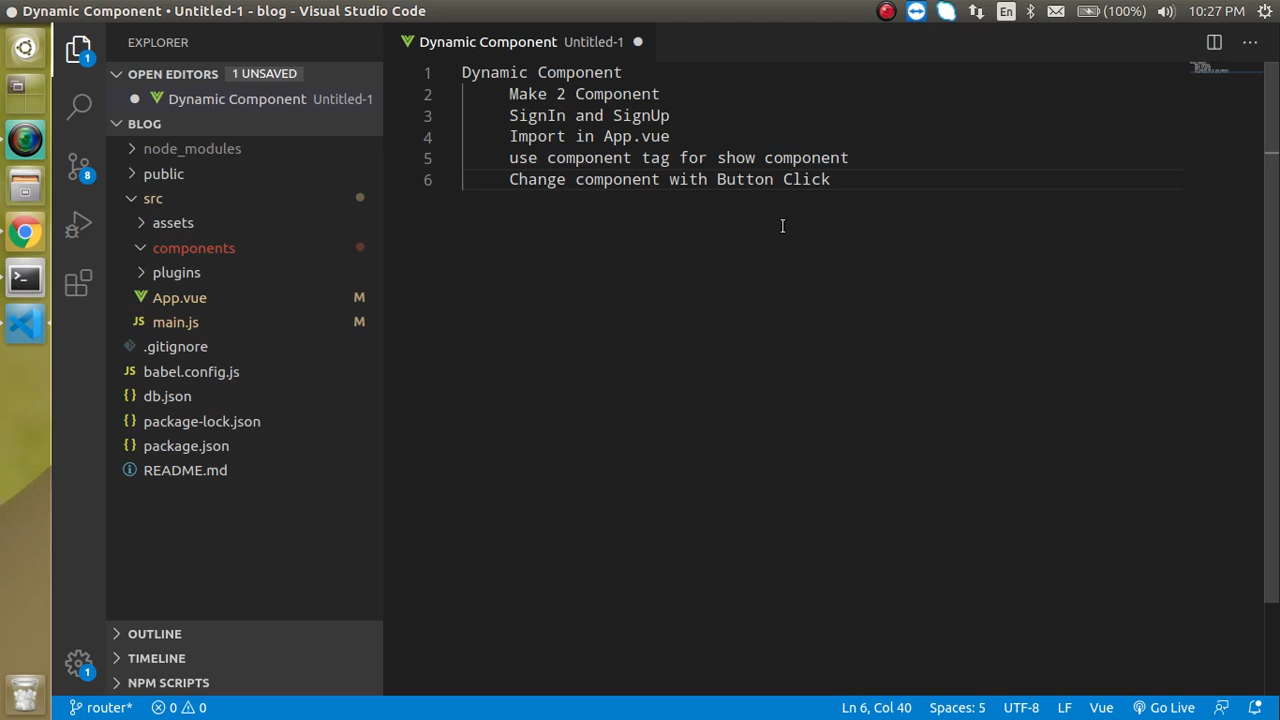 Dynamic Component • Untitled-1 - blog - Visual Studio Code
En
(100%)
10:27 PM
EXPLORER
OPEN EDITORS 1 UNSAVED
Dynamic Component Untitled-1
BLOG
node_modules
public
src
assets
components
plugins
App.vue M
JS main.js M
.gitignore
JS babel.config.js
db.json
{} package-lock.json
{} package.json
README.md
OUTLINE
TIMELINE
NPM SCRIPTS
1
8
1
Dynamic Component Untitled-1
1 Dynamic Component
2 Make 2 Component
3 SignIn and SignUp
4 Import in App.vue
5 use component tag for show component
6 Change component with Button Click
router* 0 0
Ln 6, Col 40 Spaces: 5 UTF-8 LF Vue Go Live